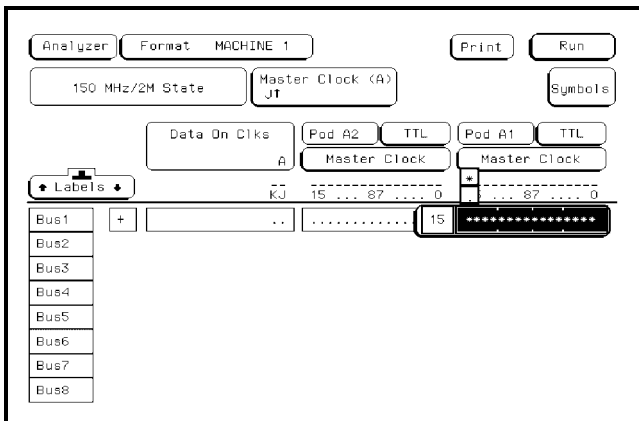 Analyzer Format MACHINE 1 Print Run
150 MHz/2M State Master Clock (A) Symbols
J↑
Data On Clks Pod A2 TTL Pod A1 TTL
A Master Clock Master Clock
*
↑ Labels ↓ KJ 15 ... 87 .... 0 . ... 87 .... 0
Bus1 + .. ............ 15 ****************
Bus2
Bus3
Bus4
Bus5
Bus6
Bus7
Bus8